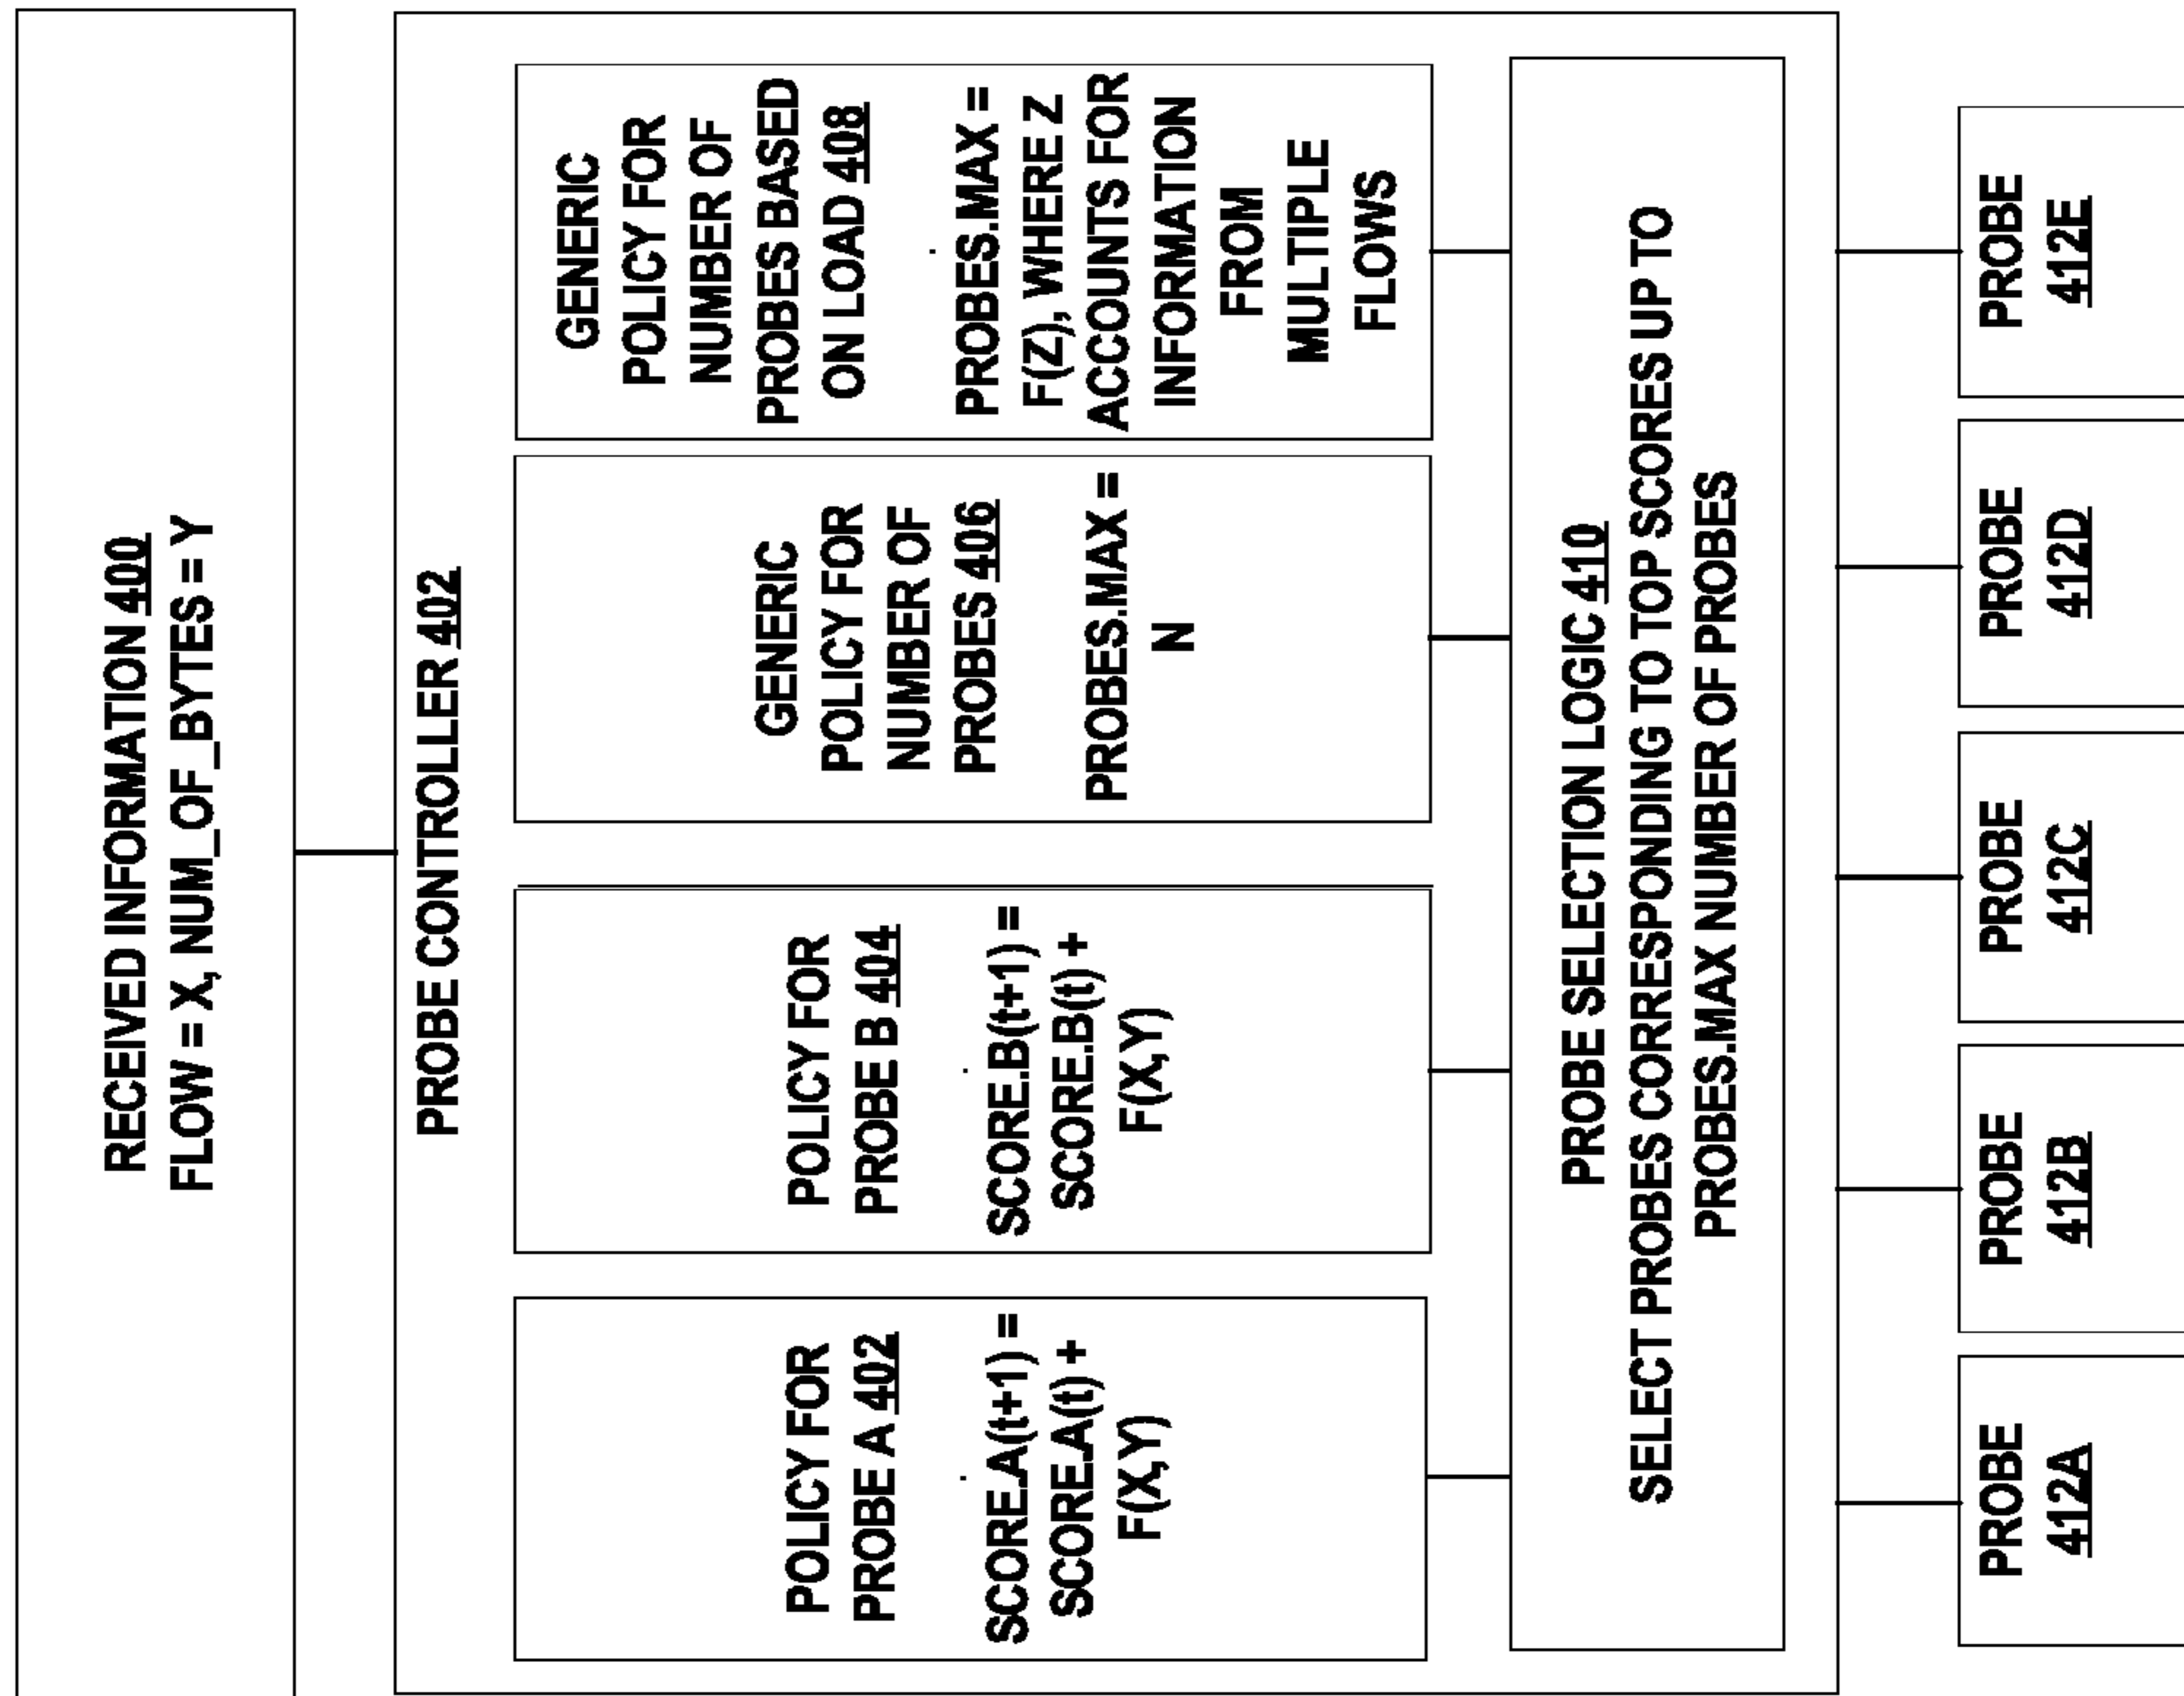 RECEIVED INFORMATION 400
FLOW = X, NUM_OF_BYTES = Y
PROBE CONTROLLER 402
POLICY FOR
PROBE A 402
SCORE.A(t+1) =
SCORE.A(t) +
F(X,Y)
POLICY FOR
PROBE B 404
SCORE.B(t+1) =
SCORE.B(t) +
F(X,Y)
GENERIC
POLICY FOR
NUMBER OF
PROBES 406
PROBES.MAX =
N
GENERIC
POLICY FOR
NUMBER OF
PROBES BASED
ON LOAD 408
PROBES.MAX =
F(Z), WHERE Z
ACCOUNTS FOR
INFORMATION
FROM
MULTIPLE
FLOWS
PROBE SELECTION LOGIC 410
SELECT PROBES CORRESPONDING TO TOP SCORES UP TO
PROBES.MAX NUMBER OF PROBES
PROBE
412A
PROBE
412B
PROBE
412C
PROBE
412D
PROBE
412E